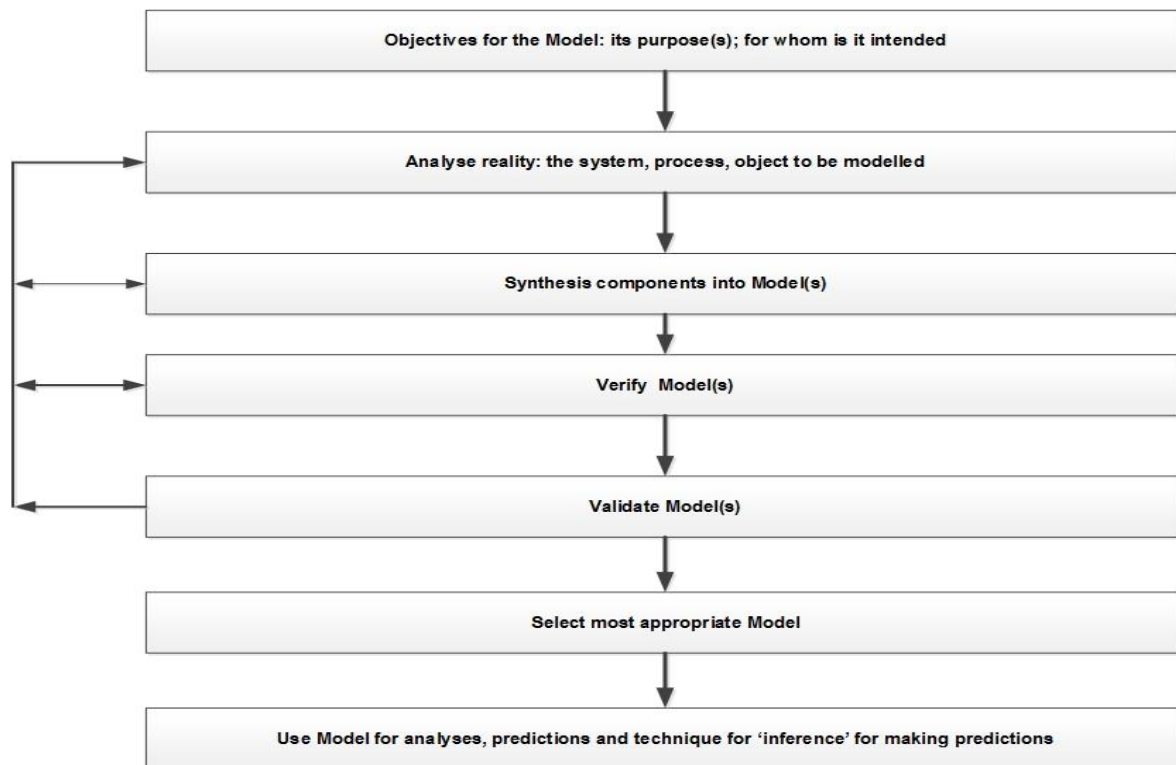 Objectives for the Model: its purpose(s); for whom is it intended
Analyse reality: the system, process, object to be modelled
Synthesis components into Model(s)
Verify Model(s)
Validate Model(s)
Select most appropriate Model
Use Model for analyses, predictions and technique for ‘inference’ for making predictions